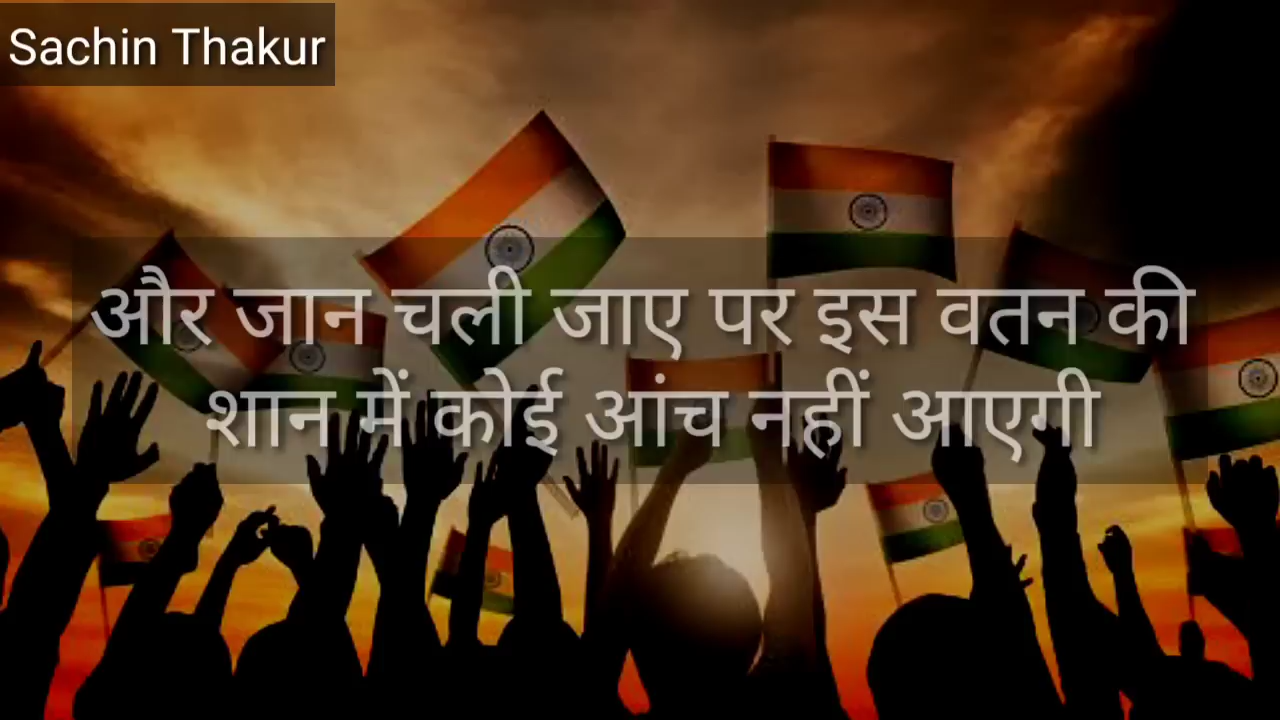 Sachin Thakur
और जान चली जाए पर इस वतन की
शान में कोई आंच नहीं आएगी